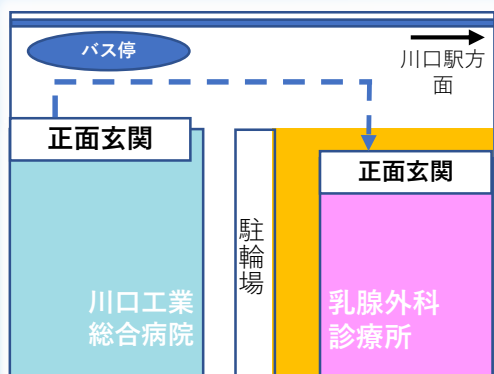 バス停
川口駅方
面
正面玄関
正面玄関
駐輪場
川口工業
総合病院
乳腺外科
診療所